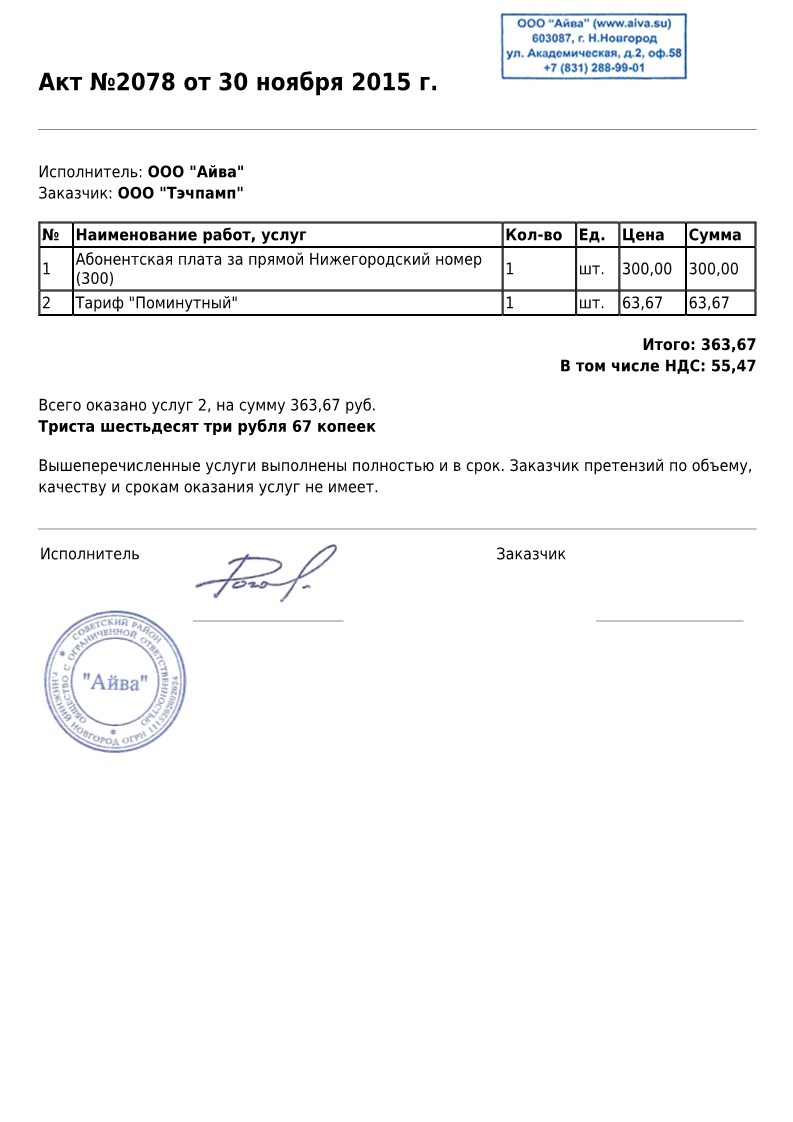 ООО "Айва" (www.aiva.su)
603087, г. Н.Новгород
ул. Академическая, д.2, оф.58
+7 (831) 288-99-01
Акт №2078 от 30 ноября 2015 г.
Исполнитель: ООО "Айва"
Заказчик: ООО "Тэчпамп"
№ Наименование работ, услуг Кол-во Ед. Цена Сумма
1 Абонентская плата за прямой Нижегородский номер (300) 1 шт. 300,00 300,00
2 Тариф "Поминутный" 1 шт. 63,67 63,67
Итого: 363,67
В том числе НДС: 55,47
Всего оказано услуг 2, на сумму 363,67 руб.
Триста шестьдесят три рубля 67 копеек
Вышеперечисленные услуги выполнены полностью и в срок. Заказчик претензий по объему,
качеству и срокам оказания услуг не имеет.
Исполнитель Заказчик
СОВЕТСКИЙ РАЙОН
ОБЩЕСТВО С ОГРАНИЧЕННОЙ ОТВЕТСТВЕННОСТЬЮ
"Айва"
г.НИЖНИЙ НОВГОРОД ОГРН